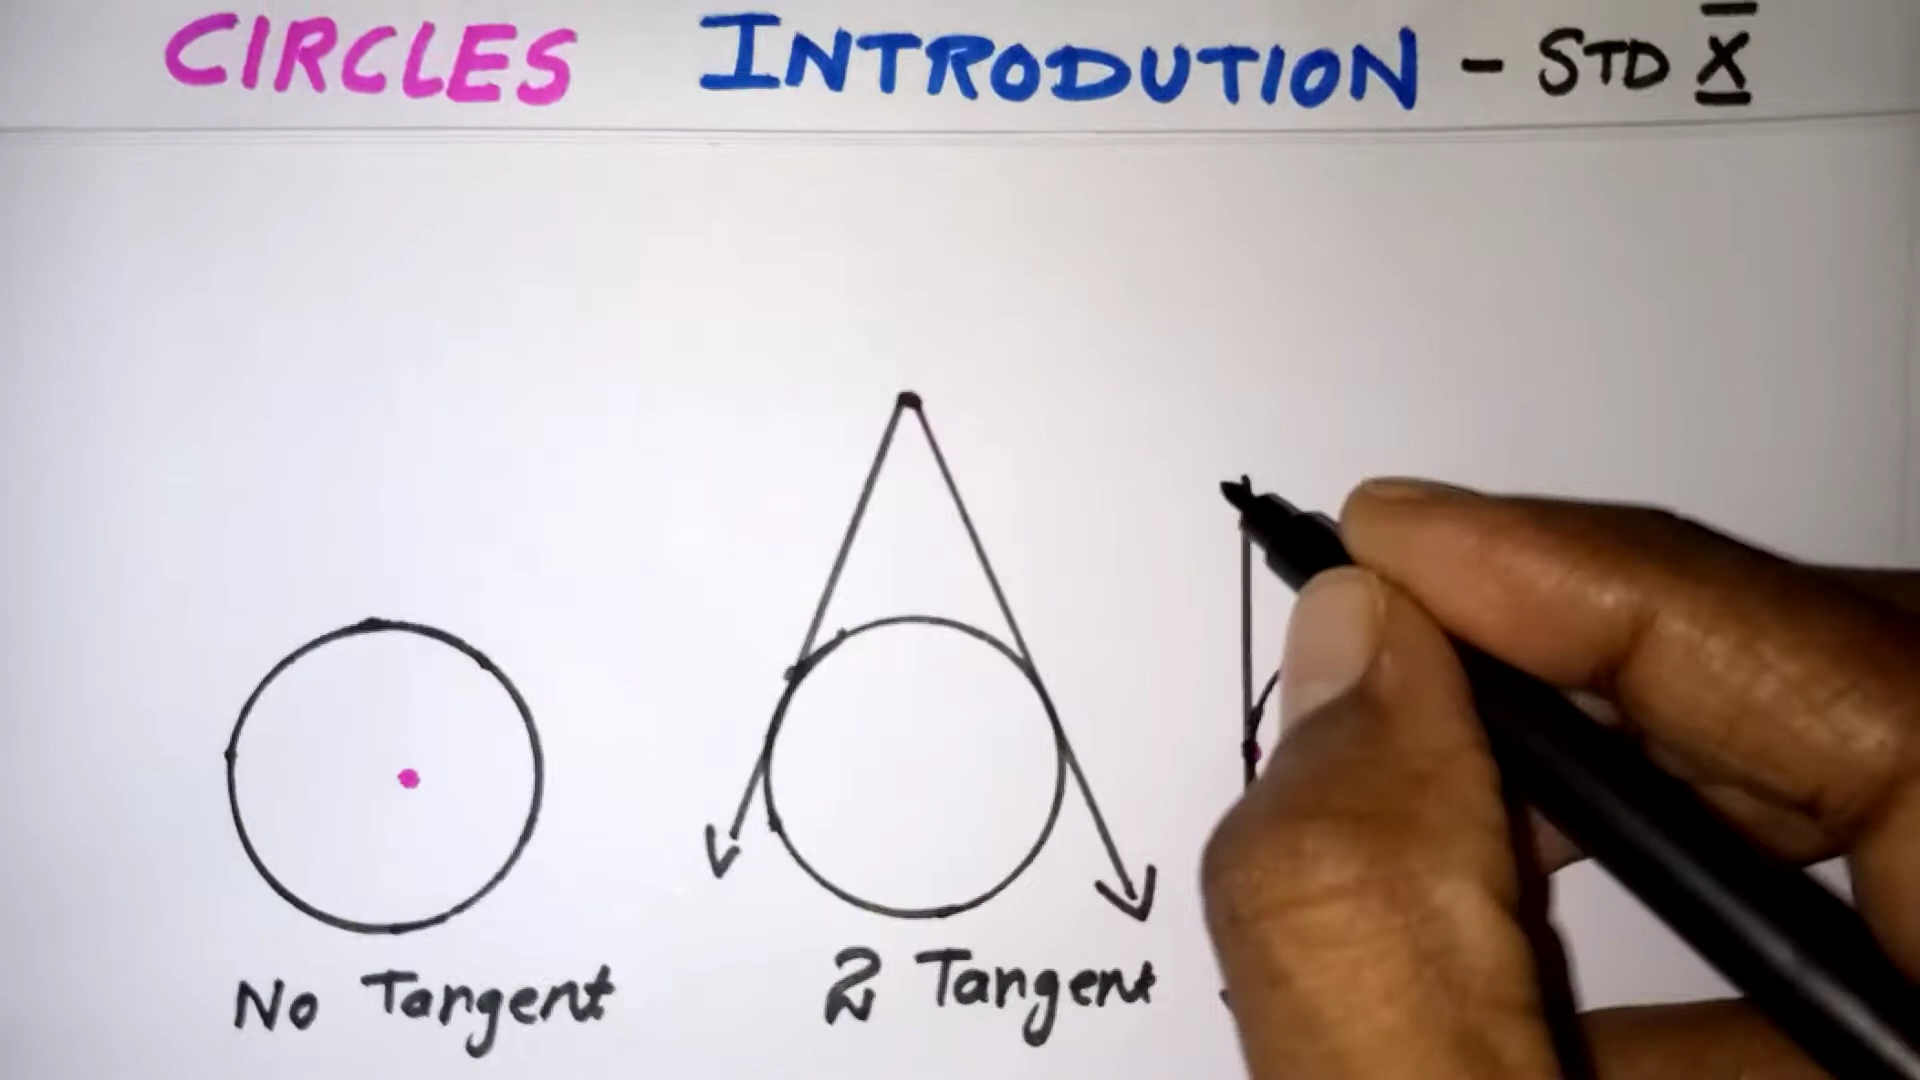 CIRCLES INTRODUTION - STD X
No Tangent
2 Tangent